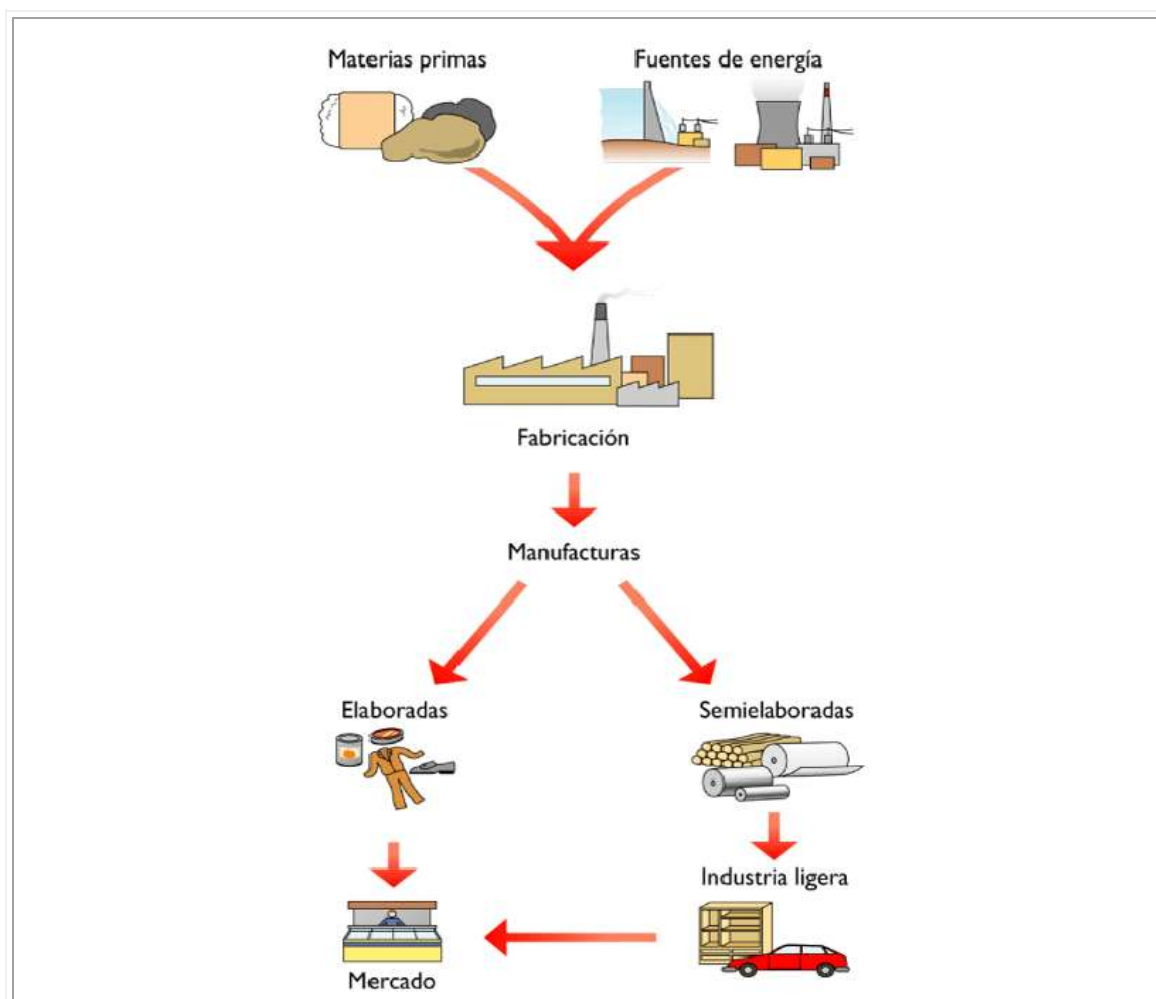 Materias primas
Fuentes de energía
Fabricación
Manufacturas
Elaboradas
Semielaboradas
Industria ligera
Mercado